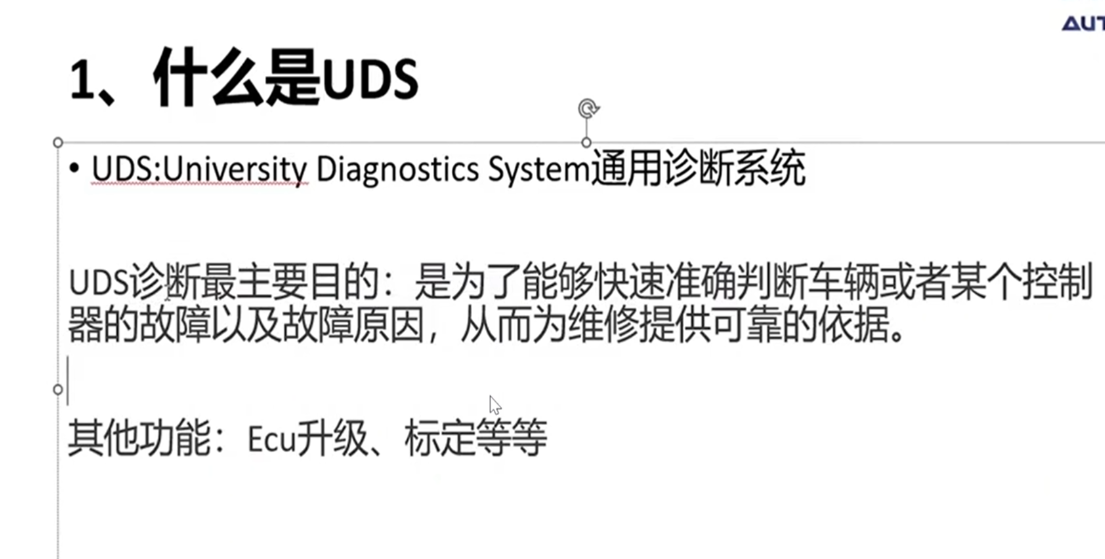 AUT
1、什么是UDS
• UDS:University Diagnostics System通用诊断系统
UDS诊断最主要目的：是为了能够快速准确判断车辆或者某个控制
器的故障以及故障原因，从而为维修提供可靠的依据。
其他功能：Ecu升级、标定等等